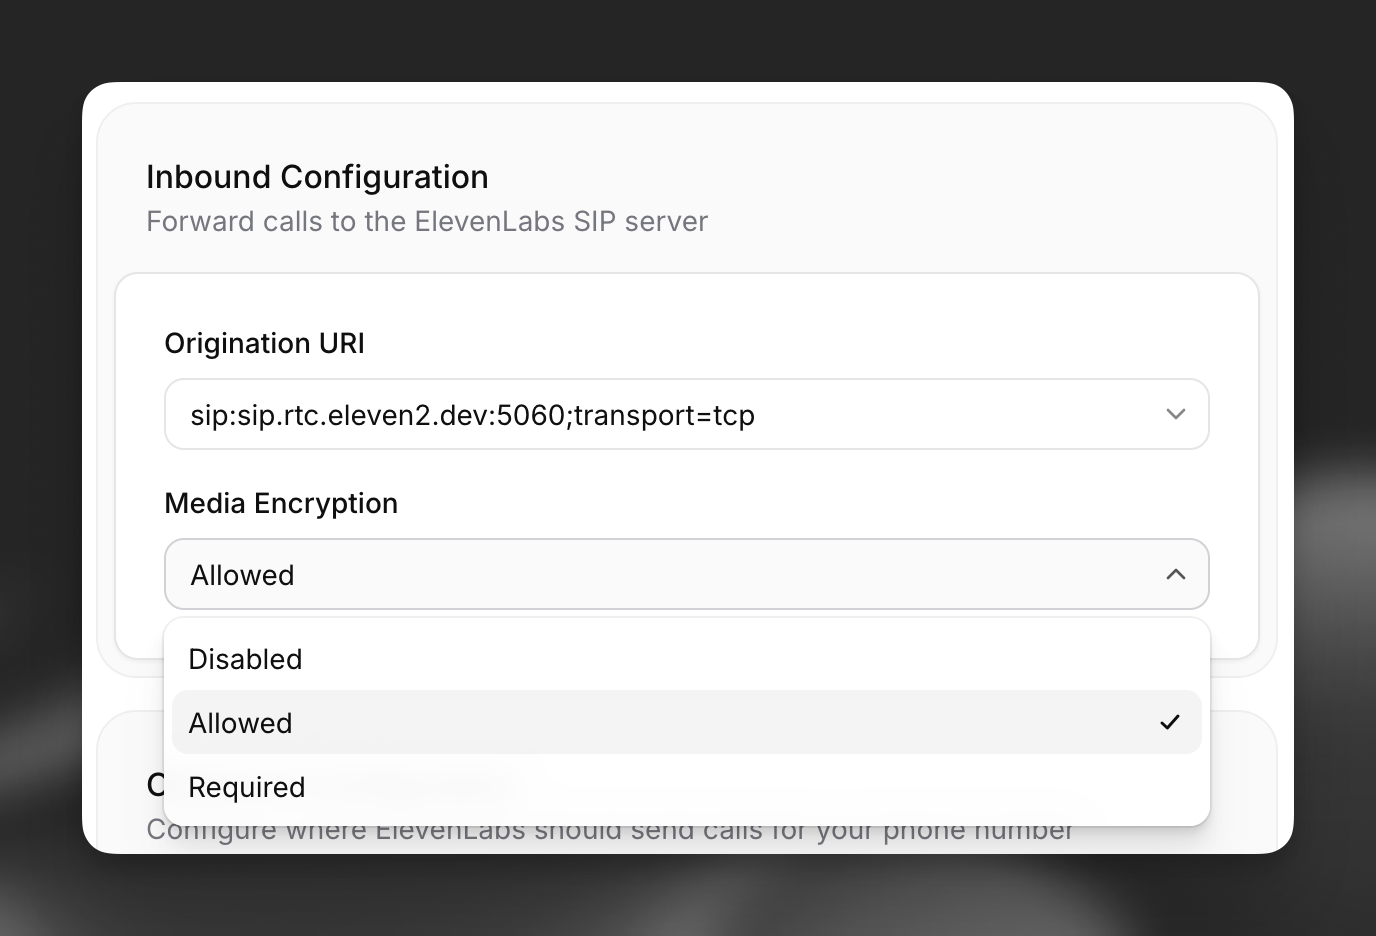 Inbound Configuration
Forward calls to the ElevenLabs SIP server
Origination URI
sip:sip.rtc.eleven2.dev:5060;transport=tcp
Media Encryption
Allowed
Disabled
Allowed
Required
Configure where ElevenLabs should send calls for your phone number